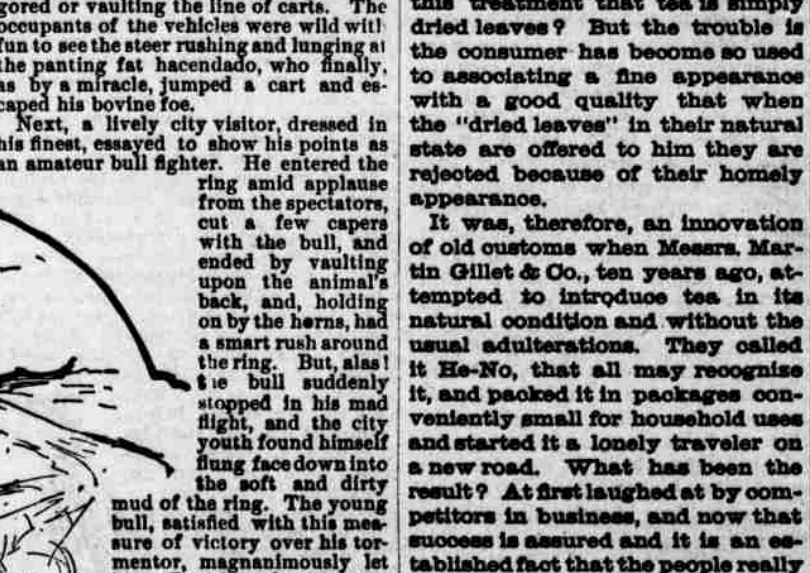 gored or vaulting the line of carts. The
occupants of the vehicles were wild with
fun to see the steer rushing and lunging at
the panting fat hacendado, who finally,
as by a miracle, jumped a cart and es-
caped his bovine foe.
Next, a lively city visitor, dressed in
his finest, essayed to show his points as
an amateur bull fighter. He entered the
ring amid applause
from the spectators,
cut a few capers
with the bull, and
ended by vaulting
upon the animal's
back, and, holding
on by the horns, had
a smart rush around
the ring. But, alas!
the bull suddenly
stopped in his mad
flight, and the city
youth found himself
flung face down into
the soft and dirty
mud of the ring. The young
bull, satisfied with this mea-
sure of victory over his tor-
mentor, magnanimously let
this treatment that tea is simply
dried leaves? But the trouble is
the consumer has become so used
to associating a fine appearance
with a good quality that when
the "dried leaves" in their natural
state are offered to him they are
rejected because of their homely
appearance.
It was, therefore, an innovation
of old customs when Messrs. Mar-
tin Gillet & Co., ten years ago, at-
tempted to introduce tea in its
natural condition and without the
usual adulterations. They called
it He-No, that all may recognise
it, and packed it in packages con-
veniently small for household uses
and started it a lonely traveler on
a new road. What has been the
result? At first laughed at by com-
petitors in business, and now that
success is assured and it is an es-
tablished fact that the people really